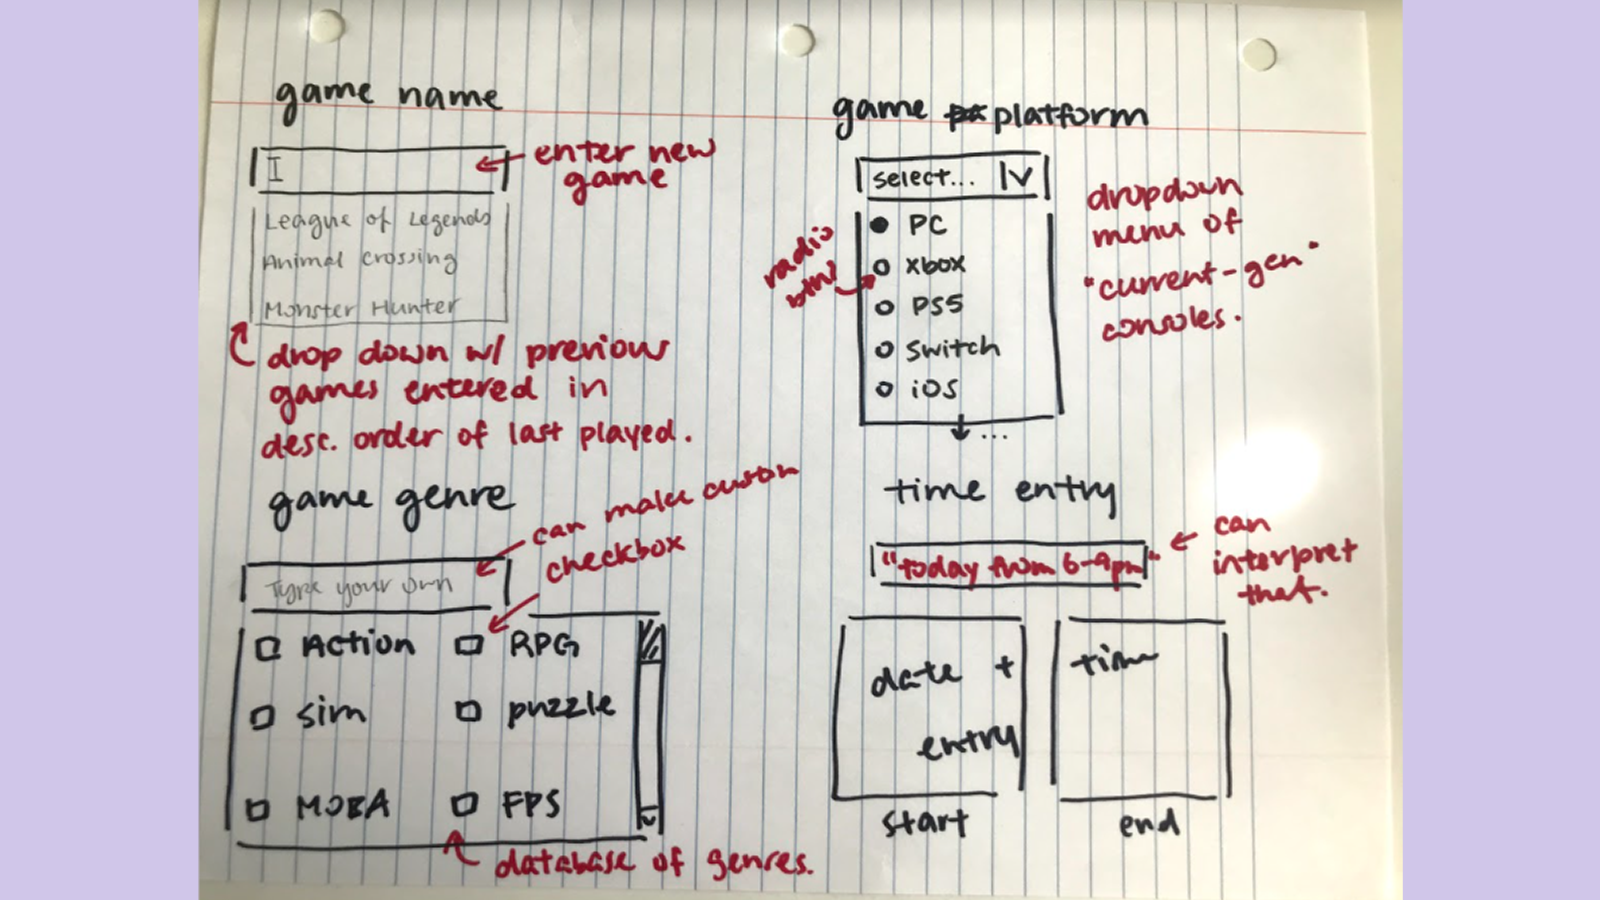 game name
I
enter new
game
League of Legends
Animal crossing
Monster Hunter
drop down w/ previous
games entered in
desc. order of last played.
game genre
can make custom
checkbox
Type your own
Action RPG
sim puzzle
MOBA FPS
database of genres.
game platform
select...
PC
xbox
PS5
switch
iOS
...
radio
btns
dropdown
menu of
"current-gen"
consoles.
time entry
"today from 6-9pm"
can
interpret
that.
date +
entry
time
start
end